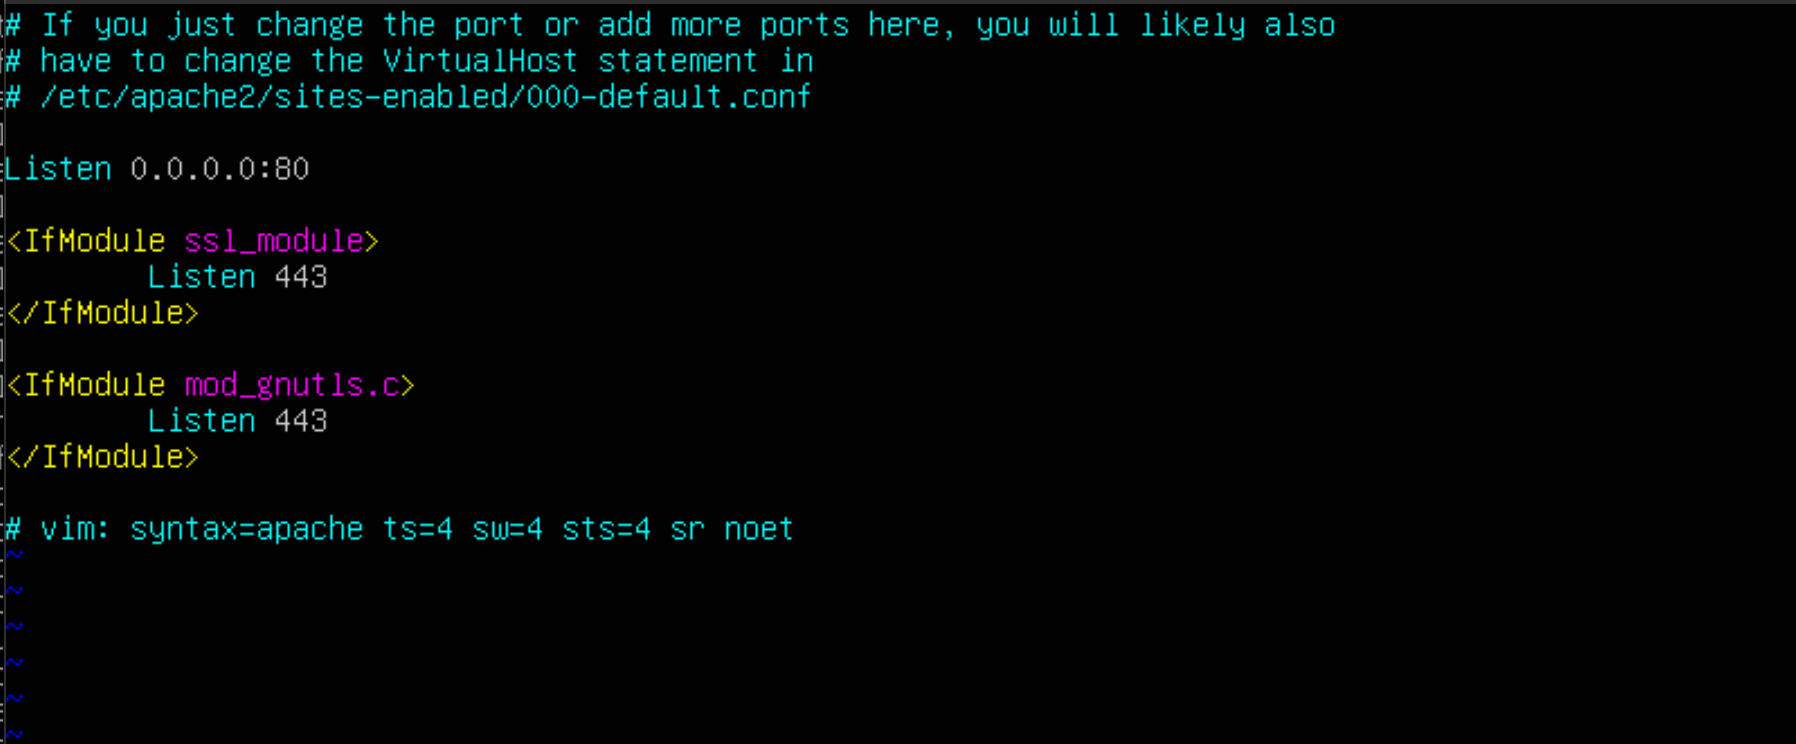 # If you just change the port or add more ports here, you will likely also
# have to change the VirtualHost statement in
# /etc/apache2/sites-enabled/000-default.conf
Listen 0.0.0.0:80
<IfModule ssl_module>
Listen 443
</IfModule>
<IfModule mod_gnutls.c>
Listen 443
</IfModule>
# vim: syntax=apache ts=4 sw=4 sts=4 sr noet
~
~
~
~
~
~